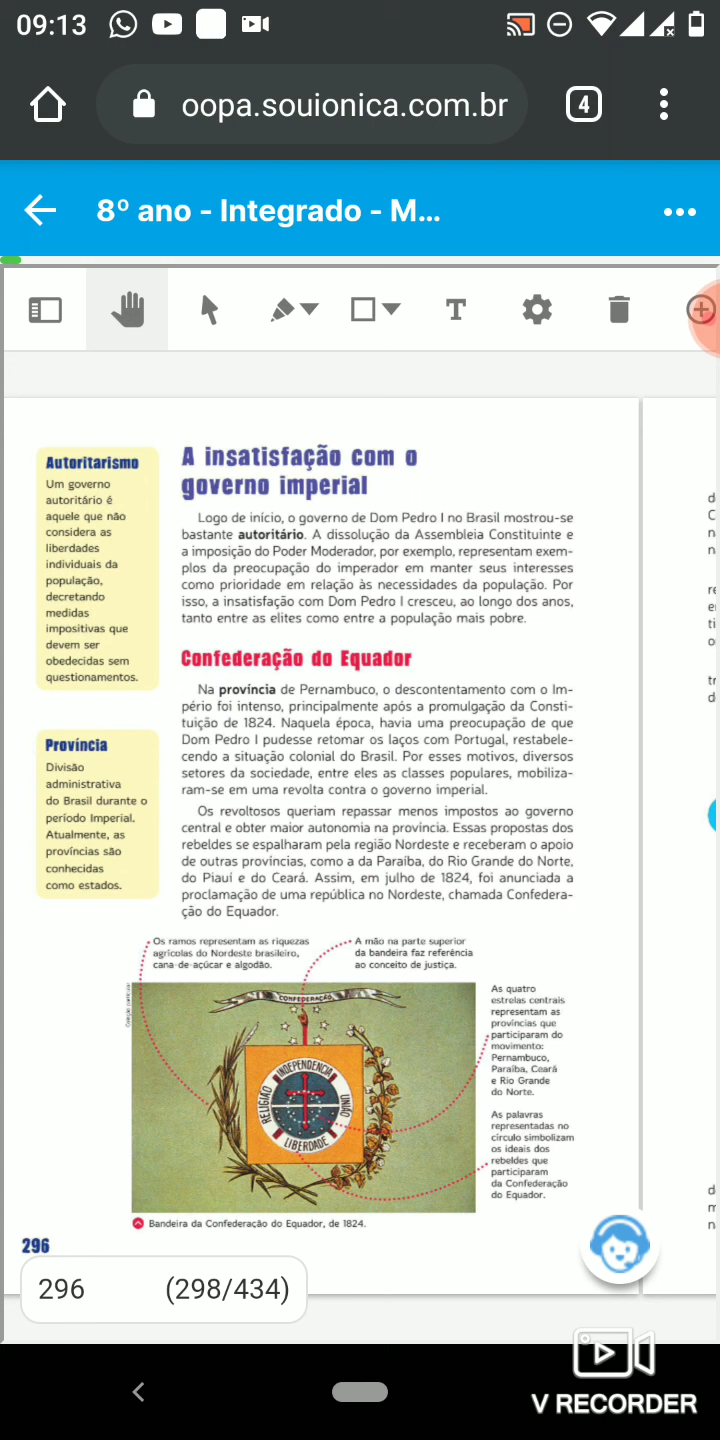 09:13
oopa.souionica.com.br
4
8º ano - Integrado - M...
T
Autoritarismo
Um governo
autoritário é
aquele que não
considera as
liberdades
individuais da
população,
decretando
medidas
impositivas que
devem ser
obedecidas sem
questionamentos.
Província
Divisão
administrativa
do Brasil durante o
período Imperial.
Atualmente, as
províncias são
conhecidas
como estados.
A insatisfação com o
governo imperial
Logo de início, o governo de Dom Pedro I no Brasil mostrou-se
bastante autoritário. A dissolução da Assembleia Constituinte e
a imposição do Poder Moderador, por exemplo, representam exem-
plos da preocupação do imperador em manter seus interesses
como prioridade em relação às necessidades da população. Por
isso, a insatisfação com Dom Pedro I cresceu, ao longo dos anos,
tanto entre as elites como entre a população mais pobre.
Confederação do Equador
Na província de Pernambuco, o descontentamento com o Im-
pério foi intenso, principalmente após a promulgação da Consti-
tuição de 1824. Naquela época, havia uma preocupação de que
Dom Pedro I pudesse retomar os laços com Portugal, restabele-
cendo a situação colonial do Brasil. Por esses motivos, diversos
setores da sociedade, entre eles as classes populares, mobiliza-
ram-se em uma revolta contra o governo imperial.
Os revoltosos queriam repassar menos impostos ao governo
central e obter maior autonomia na província. Essas propostas dos
rebeldes se espalharam pela região Nordeste e receberam o apoio
de outras províncias, como a da Paraíba, do Rio Grande do Norte,
do Piauí e do Ceará. Assim, em julho de 1824, foi anunciada a
proclamação de uma república no Nordeste, chamada Confedera-
ção do Equador.
Os ramos representam as riquezas
agrícolas do Nordeste brasileiro,
cana-de-açúcar e algodão.
A mão na parte superior
da bandeira faz referência
ao conceito de justiça.
Coleção particular
CONFEDERAÇÃO
RELIGIÃO
INDEPENDENCIA
UNIÃO
LIBERDADE
As quatro
estrelas centrais
representam as
províncias que
participaram do
movimento:
Pernambuco,
Paraíba, Ceará
e Rio Grande
do Norte.
As palavras
representadas no
círculo simbolizam
os ideais dos
rebeldes que
participaram
da Confederação
do Equador.
Bandeira da Confederação do Equador, de 1824.
296
296 (298/434)
V RECORDER